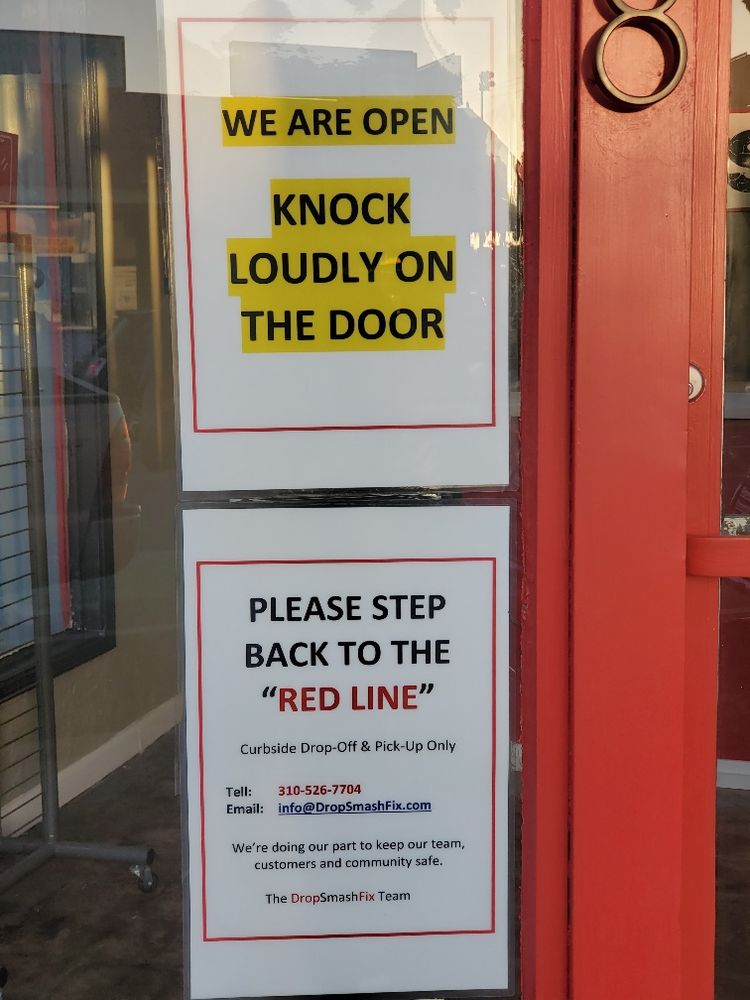 8
WE ARE OPEN
KNOCK
LOUDLY ON
THE DOOR
PLEASE STEP
BACK TO THE
“RED LINE”
Curbside Drop-Off & Pick-Up Only
Tell: 310-526-7704
Email: info@DropSmashFix.com
We’re doing our part to keep our team,
customers and community safe.
The DropSmashFix Team